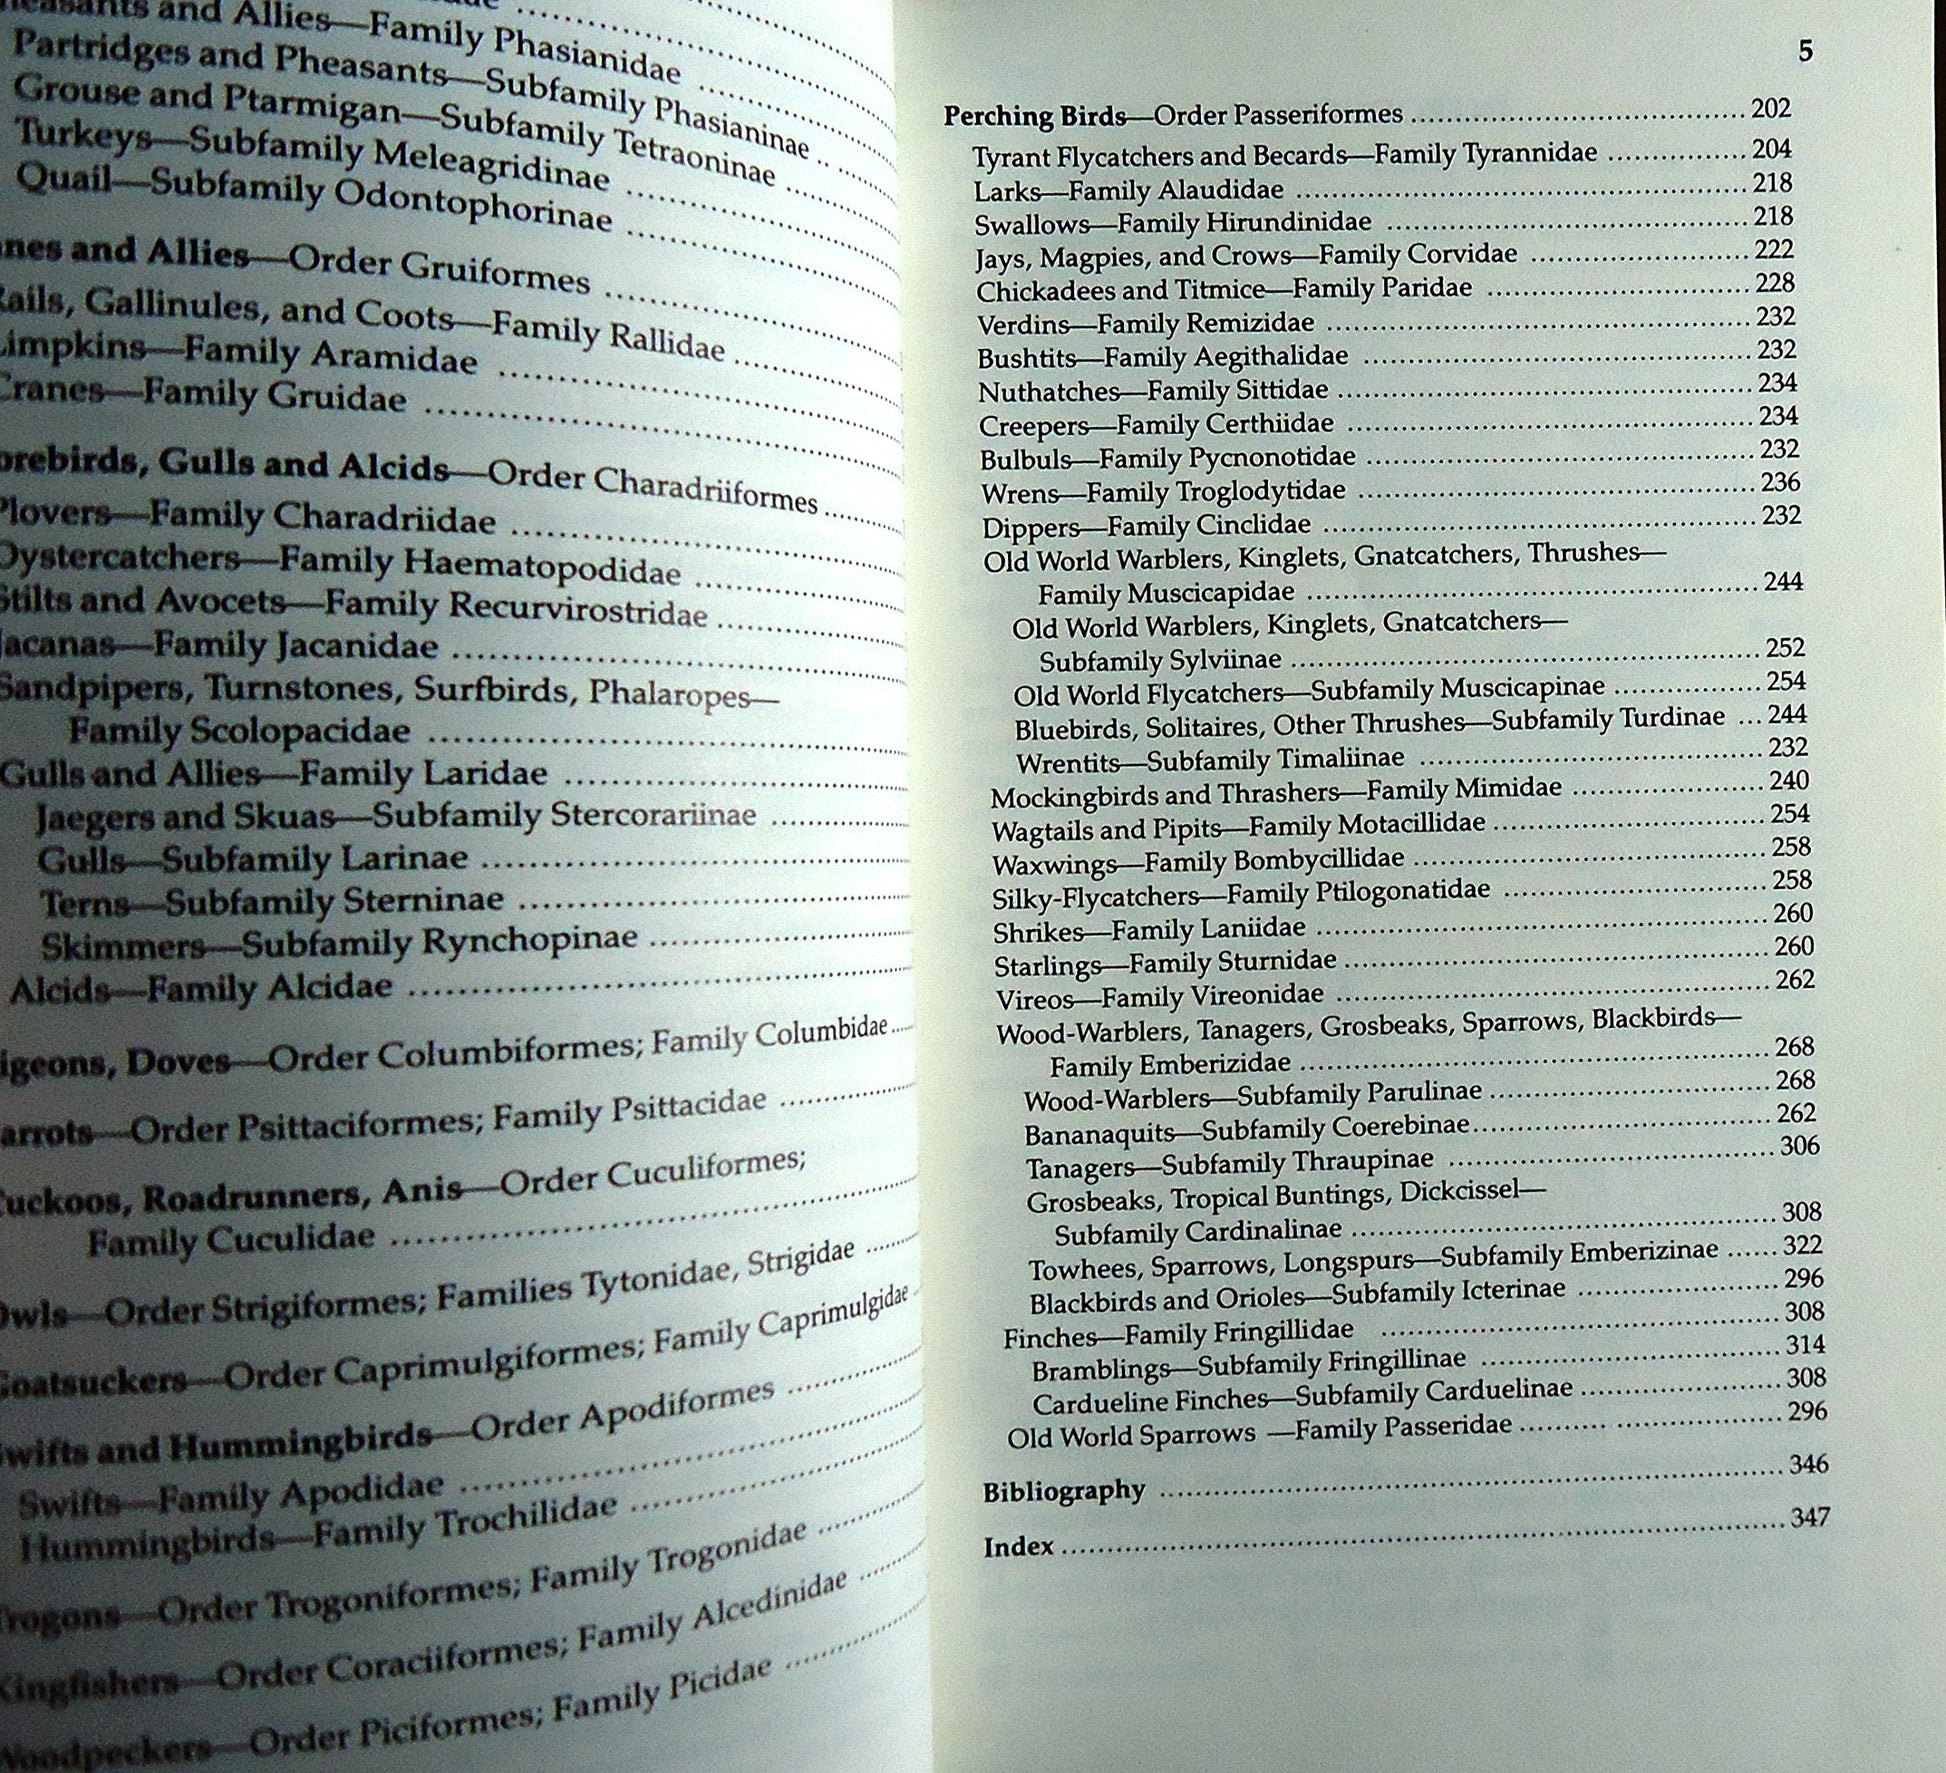 and Allies—Family Phasianidae
Partridges and Pheasants—Subfamily Phasianinae
Grouse and Ptarmigan—Subfamily Tetraoninae
Turkeys—Subfamily Meleagridinae
Quail—Subfamily Odontophorinae
and Allies—Order Gruiformes
Gallinules, and Coots—Family Rallidae
Limpkins—Family Aramidae
Cranes—Family Gruidae
Gulls and Alcids—Order Charadriiformes
Plovers—Family Charadriidae
Oystercatchers—Family Haematopodidae
Stilts and Avocets—Family Recurvirostridae
Jacanas—Family Jacanidae
Sandpipers, Turnstones, Surfbirds, Phalaropes—
Family Scolopacidae
Gulls and Allies—Family Laridae
Jaegers and Skuas—Subfamily Stercorariinae
Gulls—Subfamily Larinae
Terns—Subfamily Sterninae
Skimmers—Subfamily Rynchopinae
Alcids—Family Alcidae
Doves—Order Columbiformes; Family Columbidae
Order Psittaciformes; Family Psittacidae
Cuckoos, Roadrunners, Anis—Order Cuculiformes;
Family Cuculidae
Owls—Order Strigiformes; Families Tytonidae, Strigidae
Goatsuckers—Order Caprimulgiformes; Family Caprimulgidae
Swifts and Hummingbirds—Order Apodiformes
Swifts—Family Apodidae
Hummingbirds—Family Trochilidae
Trogons—Order Trogoniformes; Family Trogonidae
Kingfishers—Order Coraciiformes; Family Alcedinidae
Woodpeckers—Order Piciformes; Family Picidae
5
Perching Birds—Order Passeriformes 202
Tyrant Flycatchers and Becards—Family Tyrannidae 204
Larks—Family Alaudidae 218
Swallows—Family Hirundinidae 218
Jays, Magpies, and Crows—Family Corvidae 222
Chickadees and Titmice—Family Paridae 228
Verdins—Family Remizidae 232
Bushtits—Family Aegithalidae 232
Nuthatches—Family Sittidae 234
Creepers—Family Certhiidae 234
Bulbuls—Family Pycnonotidae 232
Wrens—Family Troglodytidae 236
Dippers—Family Cinclidae 232
Old World Warblers, Kinglets, Gnatcatchers, Thrushes—
Family Muscicapidae 244
Old World Warblers, Kinglets, Gnatcatchers—
Subfamily Sylviinae 252
Old World Flycatchers—Subfamily Muscicapinae 254
Bluebirds, Solitaires, Other Thrushes—Subfamily Turdinae 244
Wrentits—Subfamily Timaliinae 232
Mockingbirds and Thrashers—Family Mimidae 240
Wagtails and Pipits—Family Motacillidae 254
Waxwings—Family Bombycillidae 258
Silky-Flycatchers—Family Ptilogonatidae 258
Shrikes—Family Laniidae 260
Starlings—Family Sturnidae 260
Vireos—Family Vireonidae 262
Wood-Warblers, Tanagers, Grosbeaks, Sparrows, Blackbirds—
Family Emberizidae 268
Wood-Warblers—Subfamily Parulinae 268
Bananaquits—Subfamily Coerebinae 262
Tanagers—Subfamily Thraupinae 306
Grosbeaks, Tropical Buntings, Dickcissel—
Subfamily Cardinalinae 308
Towhees, Sparrows, Longspurs—Subfamily Emberizinae 322
Blackbirds and Orioles—Subfamily Icterinae 296
Finches—Family Fringillidae 308
Bramblings—Subfamily Fringillinae 314
Cardueline Finches—Subfamily Carduelinae 308
Old World Sparrows —Family Passeridae 296
Bibliography 346
Index 347